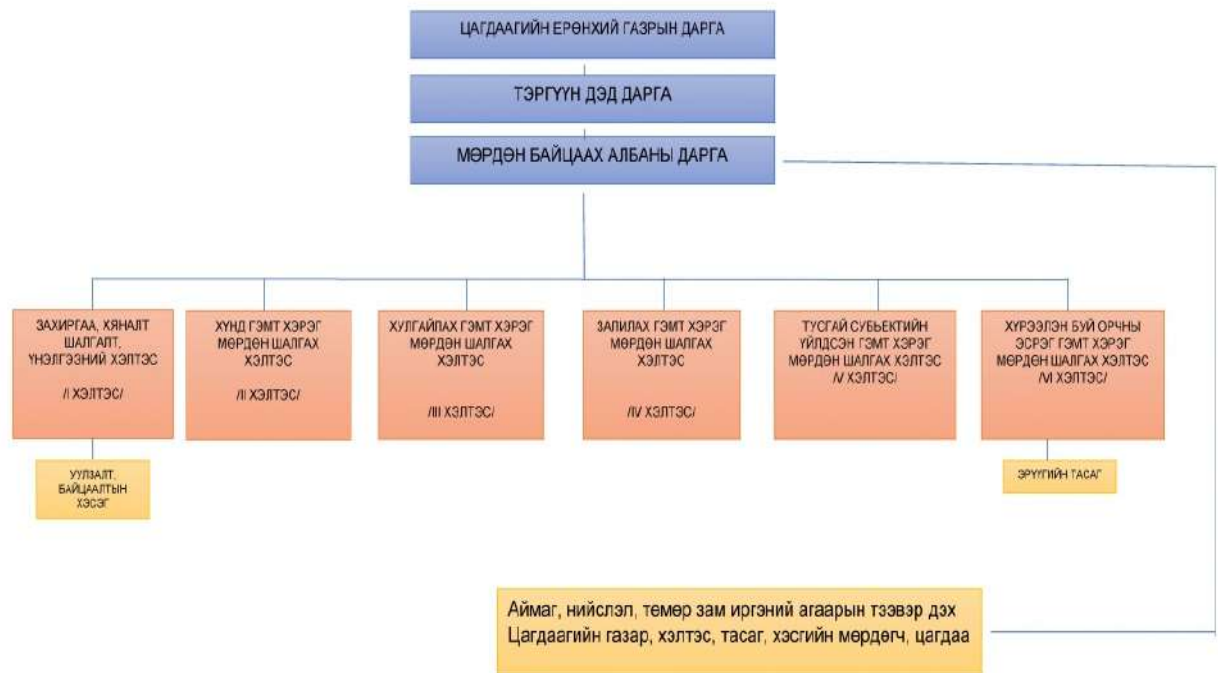 ЦАГДААГИЙН ЕРӨНХИЙ ГАЗРЫН ДАРГА
ТЭРГҮҮН ДЭД ДАРГА
МӨРДӨН БАЙЦААХ АЛБАНЫ ДАРГА
ЗАХИРГАА, ХЯНАЛТ
ШАЛГАЛТ,
ҮНЭЛГЭЭНИЙ ХЭЛТЭС
/I ХЭЛТЭС/
ХҮНД ГЭМТ ХЭРЭГ
МӨРДӨН ШАЛГАХ
ХЭЛТЭС
/II ХЭЛТЭС/
ХУЛГАЙЛАХ ГЭМТ ХЭРЭГ
МӨРДӨН ШАЛГАХ
ХЭЛТЭС
/III ХЭЛТЭС/
ЗАЛИЛАХ ГЭМТ ХЭРЭГ
МӨРДӨН ШАЛГАХ
ХЭЛТЭС
/IV ХЭЛТЭС/
ТУСГАЙ СУБЬЕКТИЙН
ҮЙЛДСЭН ГЭМТ ХЭРЭГ
МӨРДӨН ШАЛГАХ ХЭЛТЭС
/V ХЭЛТЭС/
ХҮРЭЭЛЭН БУЙ ОРЧНЫ
ЭСРЭГ ГЭМТ ХЭРЭГ
МӨРДӨН ШАЛГАХ ХЭЛТЭС
/VI ХЭЛТЭС/
УУЛЗАЛТ,
БАЙЦААЛТЫН
ХЭСЭГ
ЭРҮҮГИЙН ТАСАГ
Аймаг, нийслэл, төмөр зам иргэний агаарын тээвэр дэх
Цагдаагийн газар, хэлтэс, тасаг, хэсгийн мөрдөгч, цагдаа